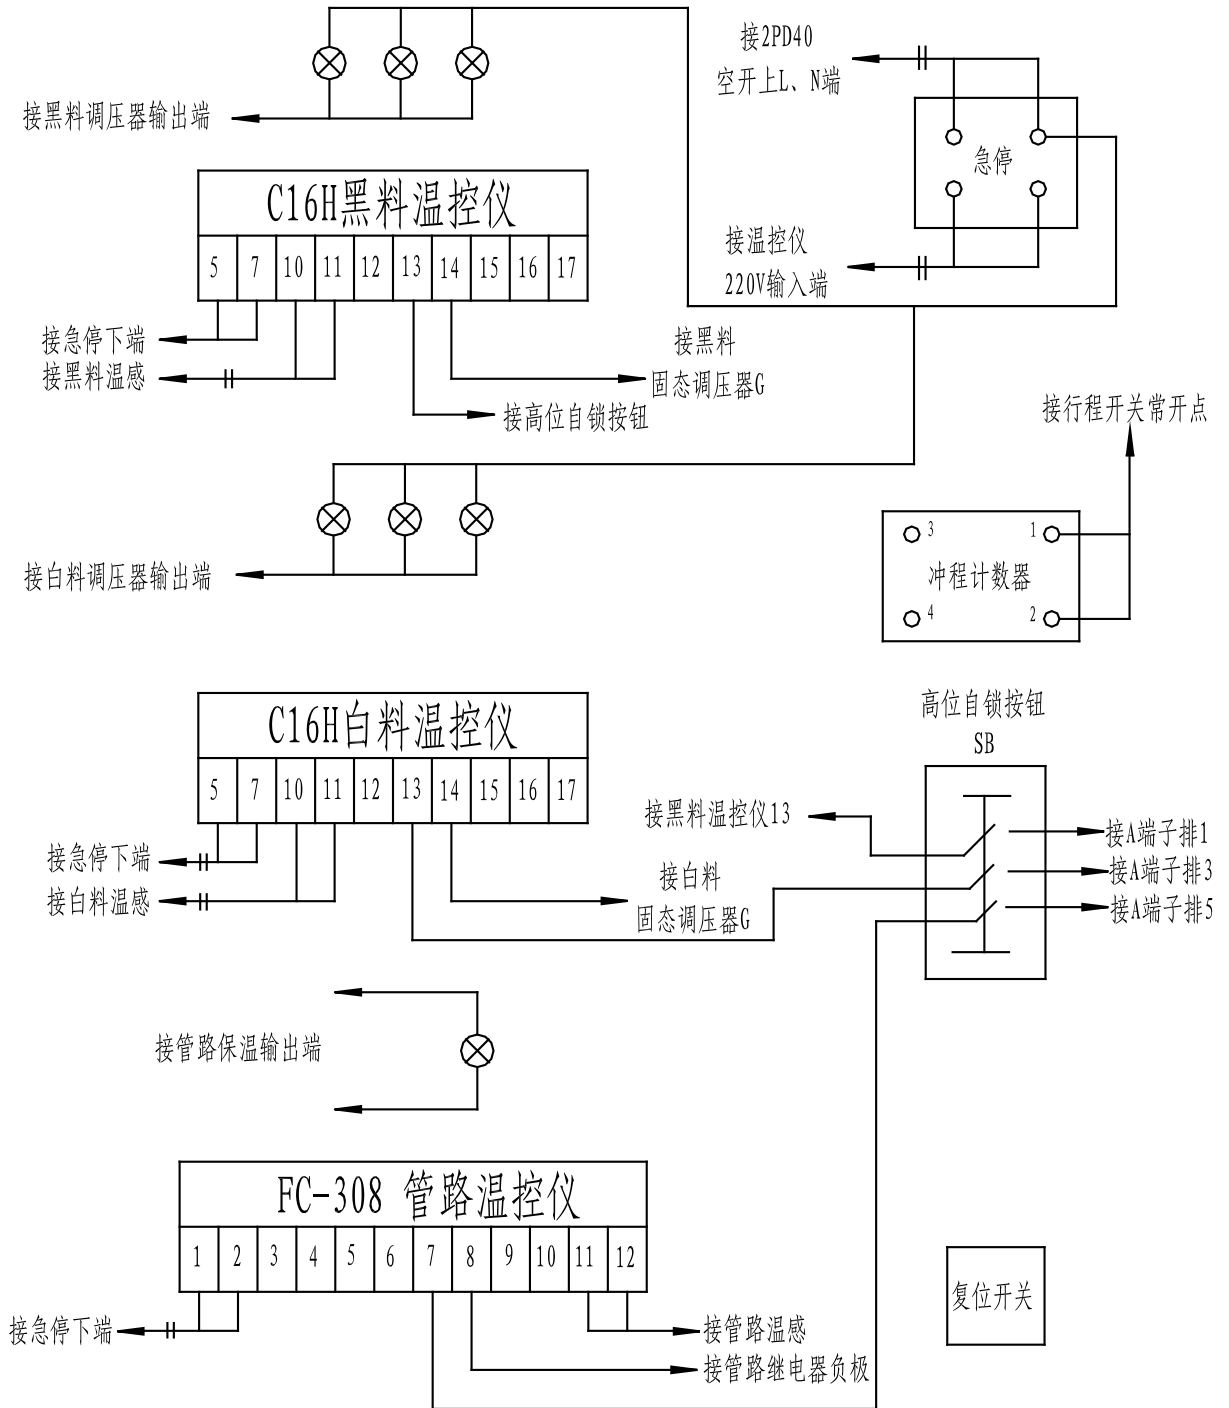 接2PD40
空开上L、N端
接黑料调压器输出端
急停
C16H黑料温控仪
5 7 10 11 12 13 14 15 16 17
接温控仪
220V输入端
接急停下端
接黑料温感
接黑料
固态调压器G
接高位自锁按钮
接行程开关常开点
3 1
冲程计数器
4 2
接白料调压器输出端
C16H白料温控仪
5 7 10 11 12 13 14 15 16 17
高位自锁按钮
SB
接黑料温控仪13
接A端子排1
接A端子排3
接A端子排5
接急停下端
接白料温感
接白料
固态调压器G
接管路保温输出端
FC-308 管路温控仪
1 2 3 4 5 6 7 8 9 10 11 12
复位开关
接急停下端
接管路温感
接管路继电器负极